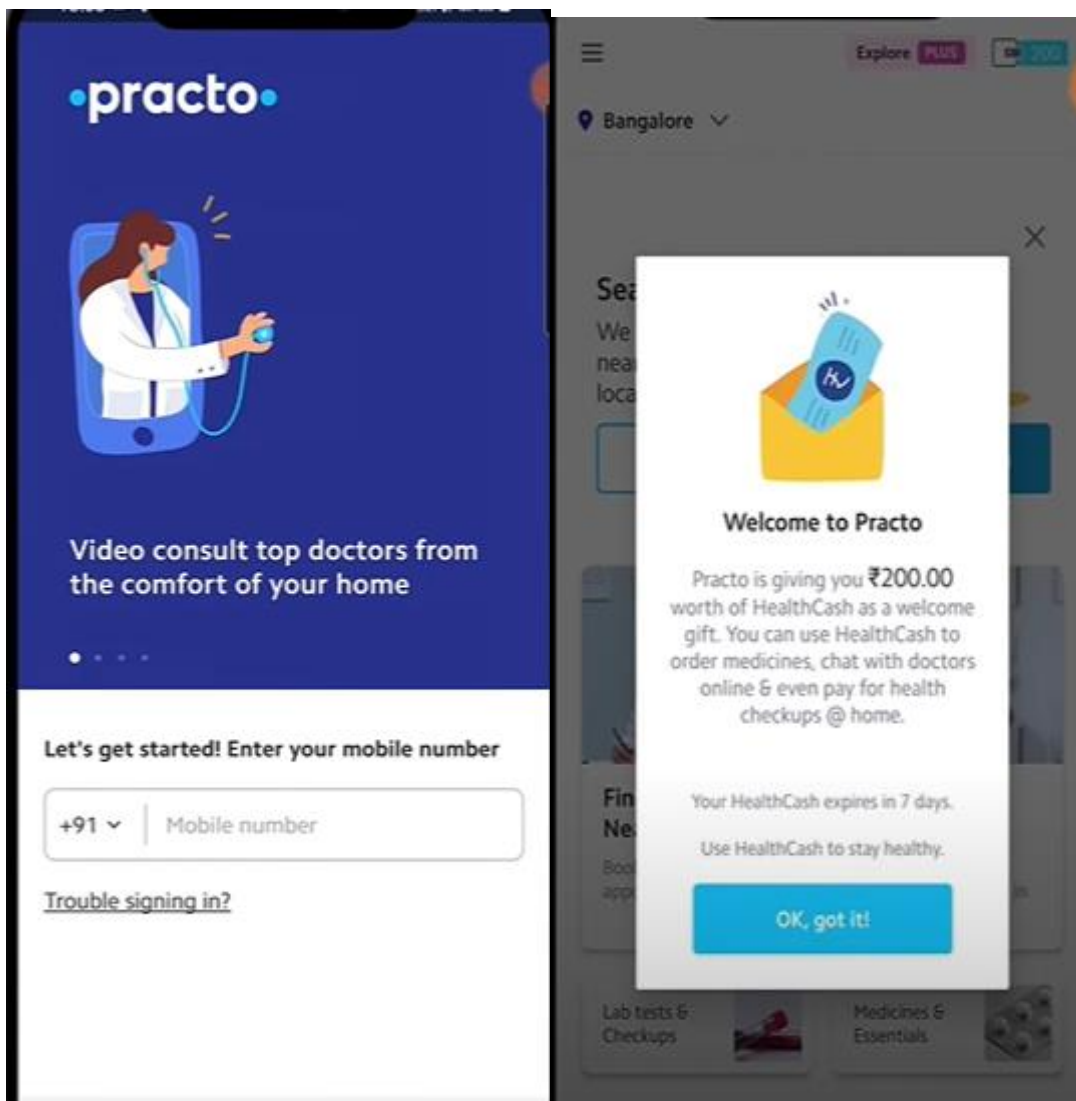 practo
Video consult top doctors from
the comfort of your home
Let's get started! Enter your mobile number
+91
Mobile number
Trouble signing in?
Explore PLUS
200
Bangalore
We
Welcome to Practo
Practo is giving you ₹200.00
worth of HealthCash as a welcome
gift. You can use HealthCash to
order medicines, chat with doctors
online & even pay for health
checkups @ home.
Your HealthCash expires in 7 days.
Use HealthCash to stay healthy.
OK, got it!
Lab tests &
Checkups
Medicines &
Essentials